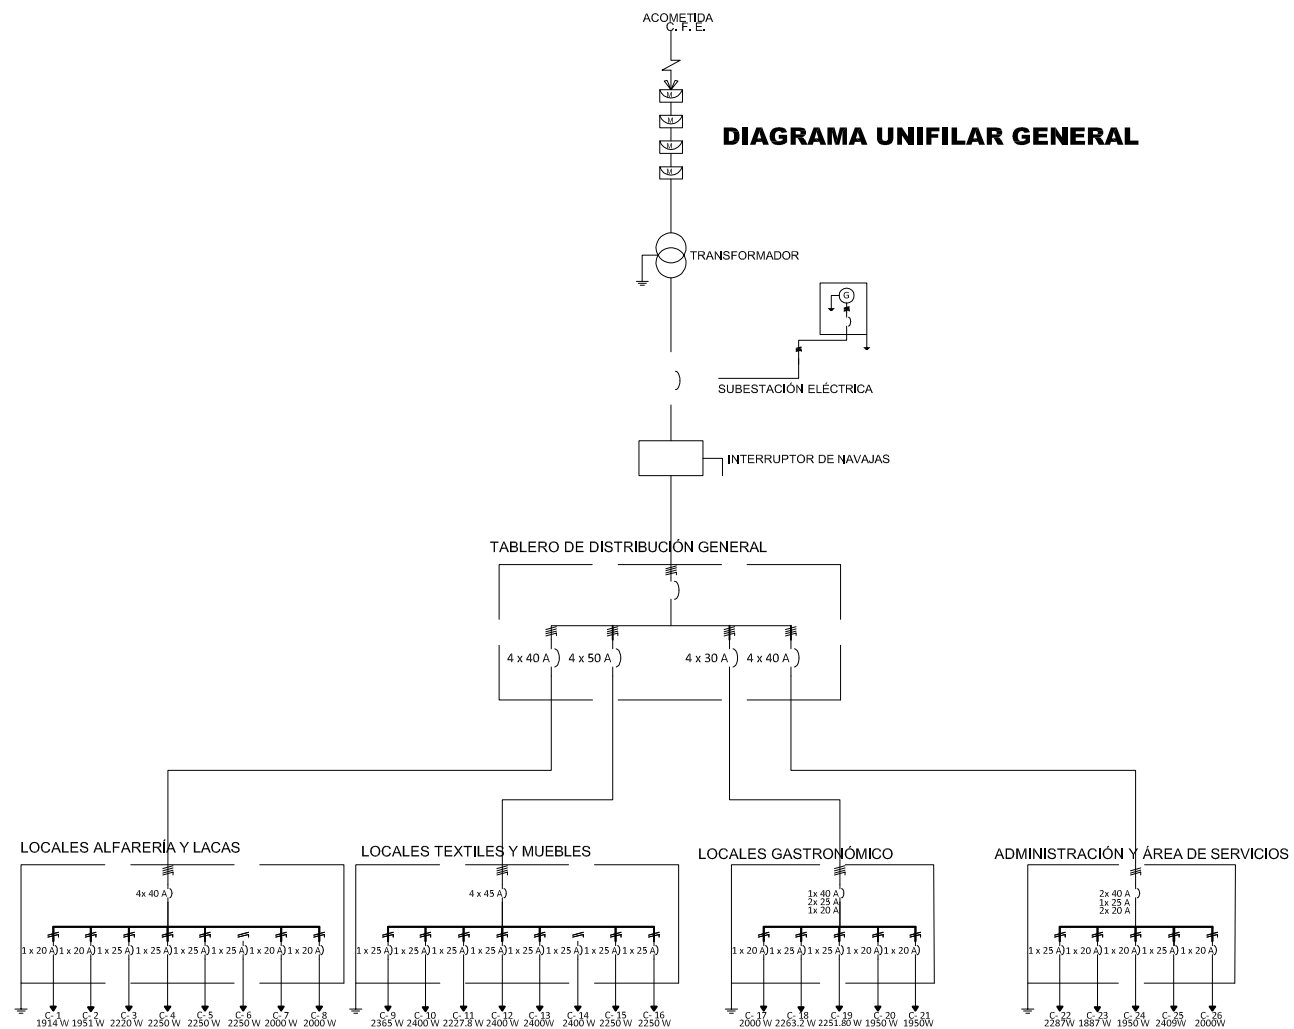 ACOMETIDA
C. F. E.
M
M
M
M
DIAGRAMA UNIFILAR GENERAL
TRANSFORMADOR
G
SUBESTACIÓN ELÉCTRICA
INTERRUPTOR DE NAVAJAS
TABLERO DE DISTRIBUCIÓN GENERAL
4 x 40 A 4 x 50 A 4 x 30 A 4 x 40 A
LOCALES ALFARERÍA Y LACAS
4x 40 A
1 x 20 A 1 x 20 A 1 x 25 A 1 x 25 A 1 x 25 A 1 x 25 A 1 x 20 A 1 x 20 A
C- 1 C- 2 C- 3 C- 4 C- 5 C- 6 C- 7 C- 8
1914 W 1951 W 2220 W 2250 W 2250 W 2250 W 2000 W 2000 W
LOCALES TEXTILES Y MUEBLES
4 x 45 A
1 x 25 A 1 x 25 A 1 x 25 A 1 x 25 A 1 x 25 A 1 x 25 A 1 x 25 A 1 x 25 A
C- 9 C- 10 C- 11 C- 12 C- 13 C- 14 C- 15 C- 16
2365 W 2400 W 2227.8 W 2400 W 2400W 2400 W 2250 W 2250 W
LOCALES GASTRONÓMICO
1x 40 A
2x 25 A
1x 20 A
1 x 20 A 1 x 25 A 1 x 25 A 1 x 20 A 1 x 20 A
C- 17 C- 18 C- 19 C- 20 C- 21
2000 W 2263.2 W 2251.80 W 1950 W 1950W
ADMINISTRACIÓN Y ÁREA DE SERVICIOS
2x 40 A
1x 25 A
2x 20 A
1 x 25 A 1 x 20 A 1 x 20 A 1 x 25 A 1 x 20 A
C- 22 C- 23 C- 24 C- 25 C- 26
2287W 1887W 1950 W 2409W 2000W